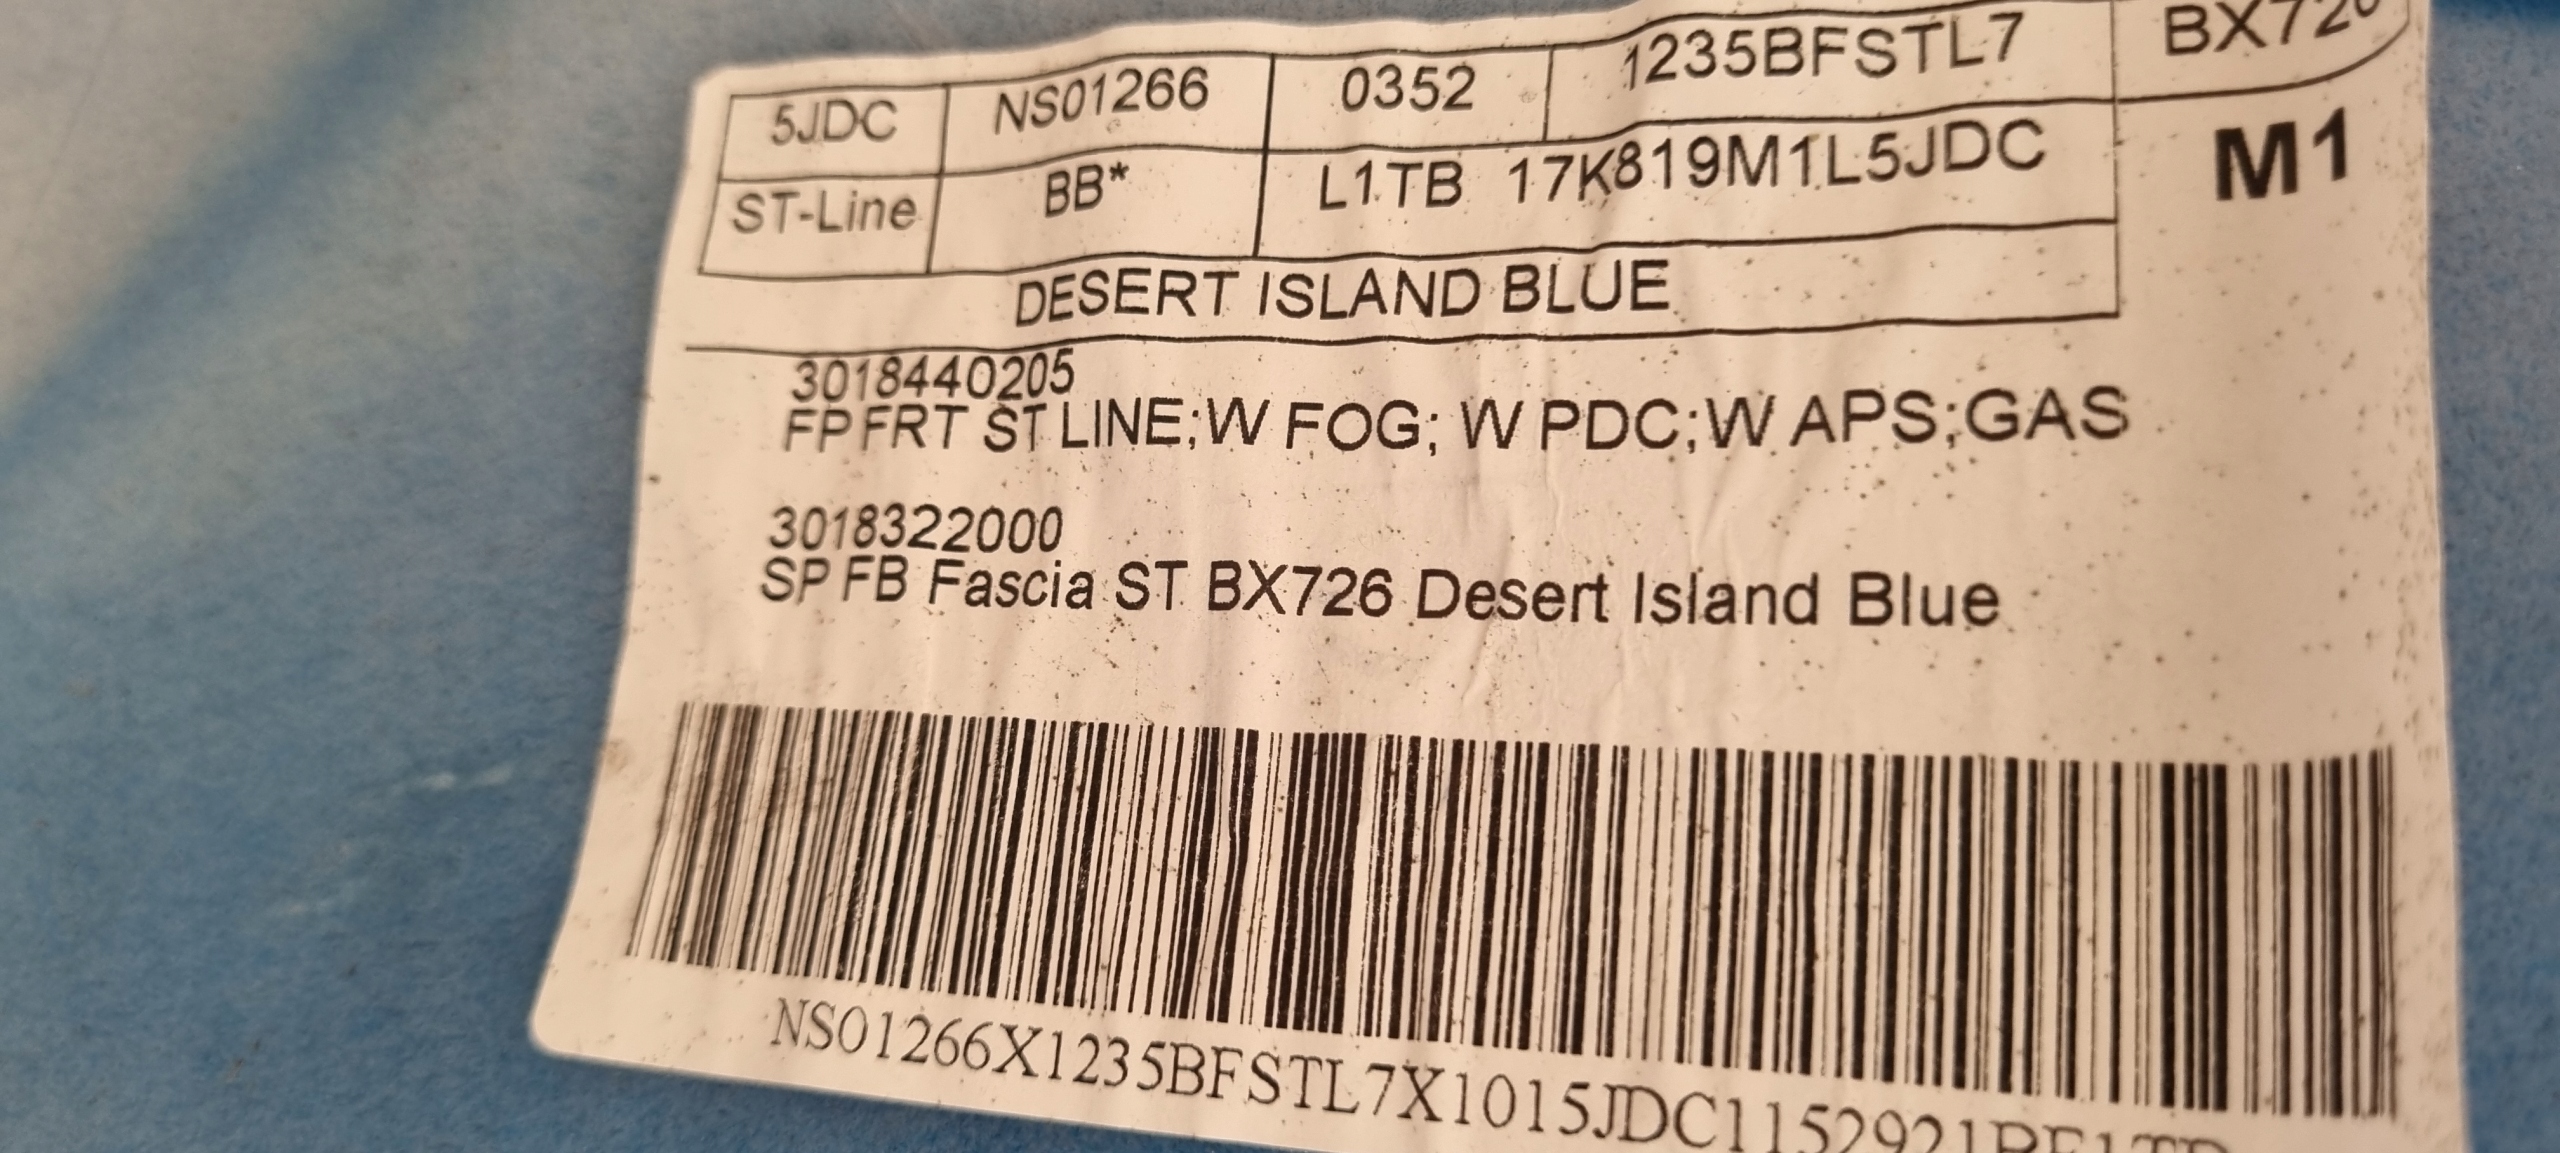 5JDC NS01266 0352 1235BFSTL7
ST-Line BB* L1TB 17K819M1L5JDC M1
DESERT ISLAND BLUE
3018440205
FP FRT ST LINE;W FOG; W PDC;W APS;GAS
3018322000
SP FB Fascia ST BX726 Desert Island Blue